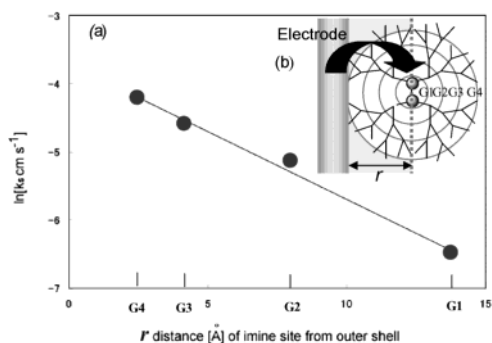 (a)
Electrode
(b)
G1G2G3 G4
r
-3
-4
-5
-6
-7
ln[ks cm s⁻¹]
0
5
10
15
G4
G3
G2
G1
r distance [Å] of imine site from outer shell